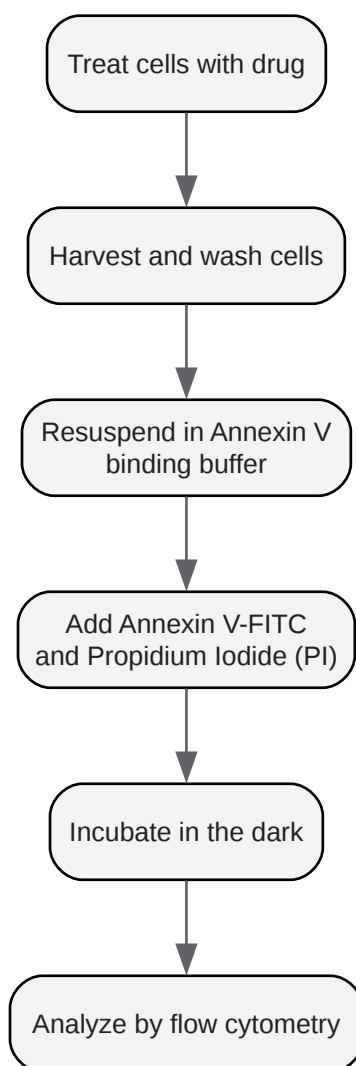 Treat cells with drug
Harvest and wash cells
Resuspend in Annexin V
binding buffer
Add Annexin V-FITC
and Propidium Iodide (PI)
Incubate in the dark
Analyze by flow cytometry